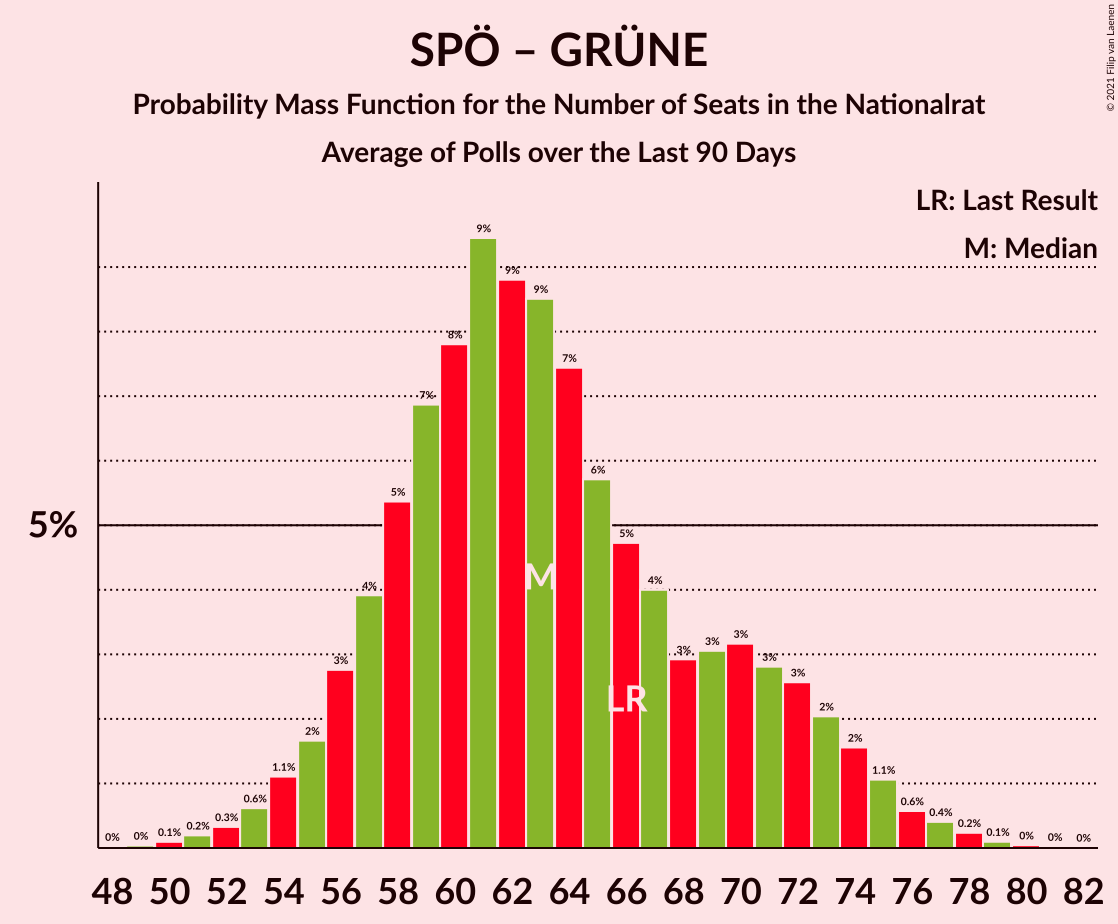 SPÖ – GRÜNE
Probability Mass Function for the Number of Seats in the Nationalrat
Average of Polls over the Last 90 Days
© 2021 Filip van Laenen
LR: Last Result
M: Median
5%
0% 0% 0.1% 0.2% 0.3% 0.6% 1.1% 2% 3% 4% 5% 7% 8% 9% 9% 9% 7% 6% 5% 4% 3% 3% 3% 3% 3% 2% 2% 1.1% 0.6% 0.4% 0.2% 0.1% 0% 0% 0%
M
LR
48 50 52 54 56 58 60 62 64 66 68 70 72 74 76 78 80 82